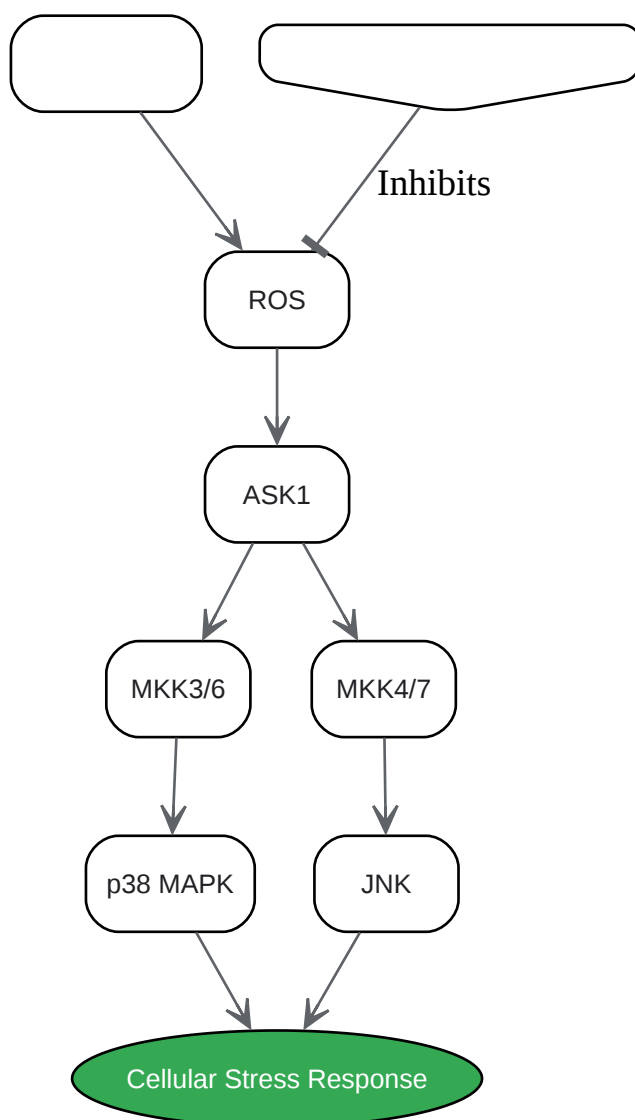 Inhibits
ROS
ASK1
MKK3/6
MKK4/7
p38 MAPK
JNK
Cellular Stress Response